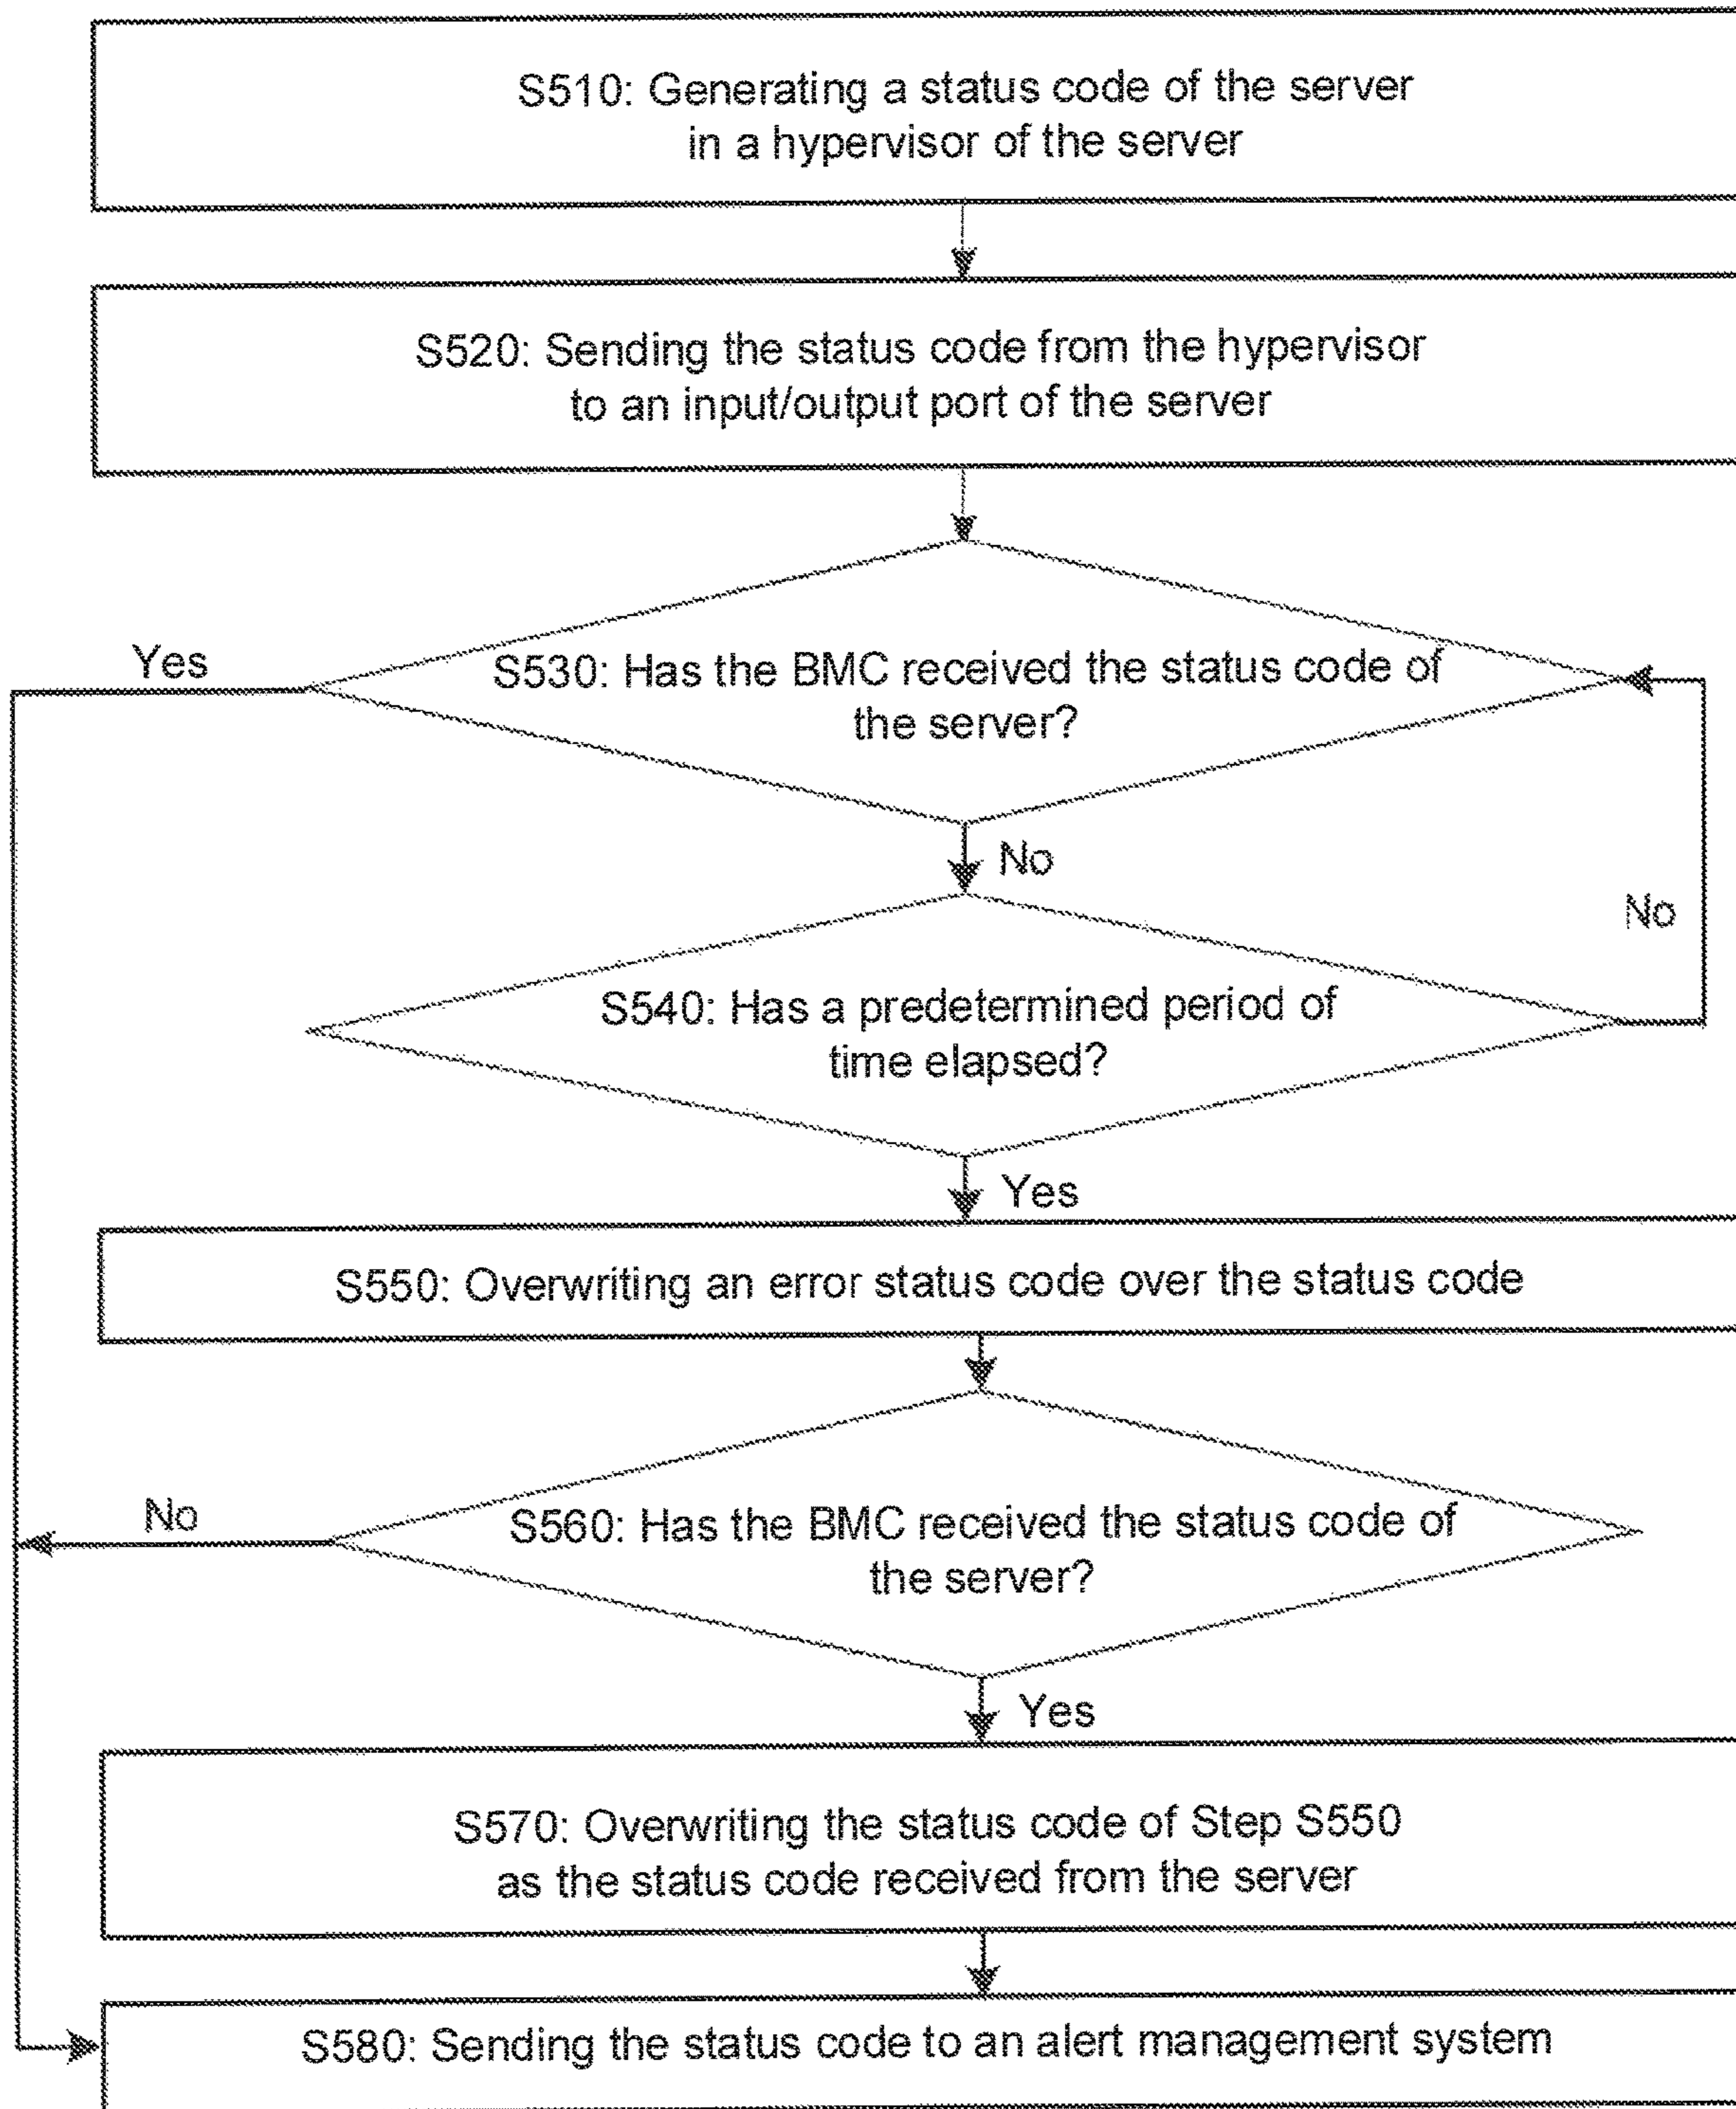 S510: Generating a status code of the server
in a hypervisor of the server
S520: Sending the status code from the hypervisor
to an input/output port of the server
Yes
S530: Has the BMC received the status code of
the server?
No
No
S540: Has a predetermined period of
time elapsed?
Yes
S550: Overwriting an error status code over the status code
No
S560: Has the BMC received the status code of
the server?
Yes
S570: Overwriting the status code of Step S550
as the status code received from the server
S580: Sending the status code to an alert management system